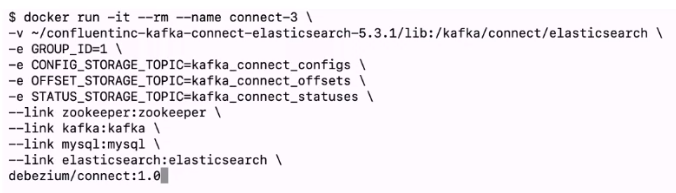 $ docker run -it --rm --name connect-3 \
-v ~/confluentinc-kafka-connect-elasticsearch-5.3.1/lib:/kafka/connect/elasticsearch \
-e GROUP_ID=1 \
-e CONFIG_STORAGE_TOPIC=kafka_connect_configs \
-e OFFSET_STORAGE_TOPIC=kafka_connect_offsets \
-e STATUS_STORAGE_TOPIC=kafka_connect_statuses \
--link zookeeper:zookeeper \
--link kafka:kafka \
--link mysql:mysql \
--link elasticsearch:elasticsearch \
debezium/connect:1.0